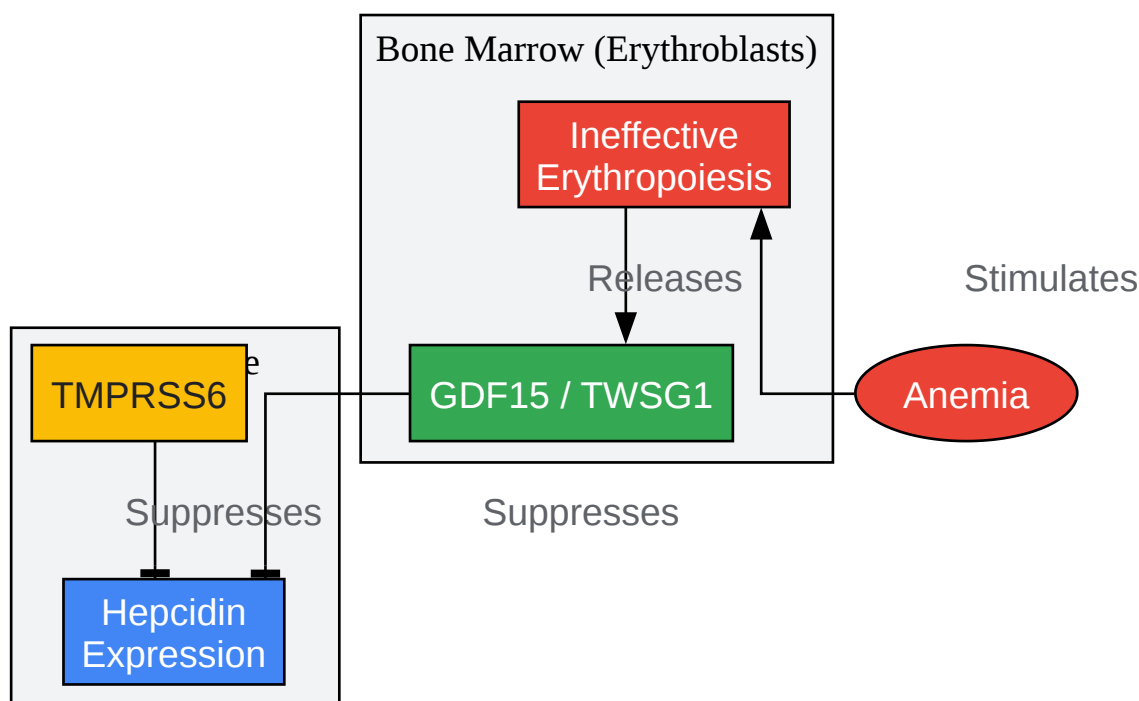 Bone Marrow (Erythroblasts)
Ineffective
Erythropoiesis
Releases
Stimulates
TMPRSS6
GDF15 / TWSG1
Anemia
Suppresses
Suppresses
Hepcidin
Expression